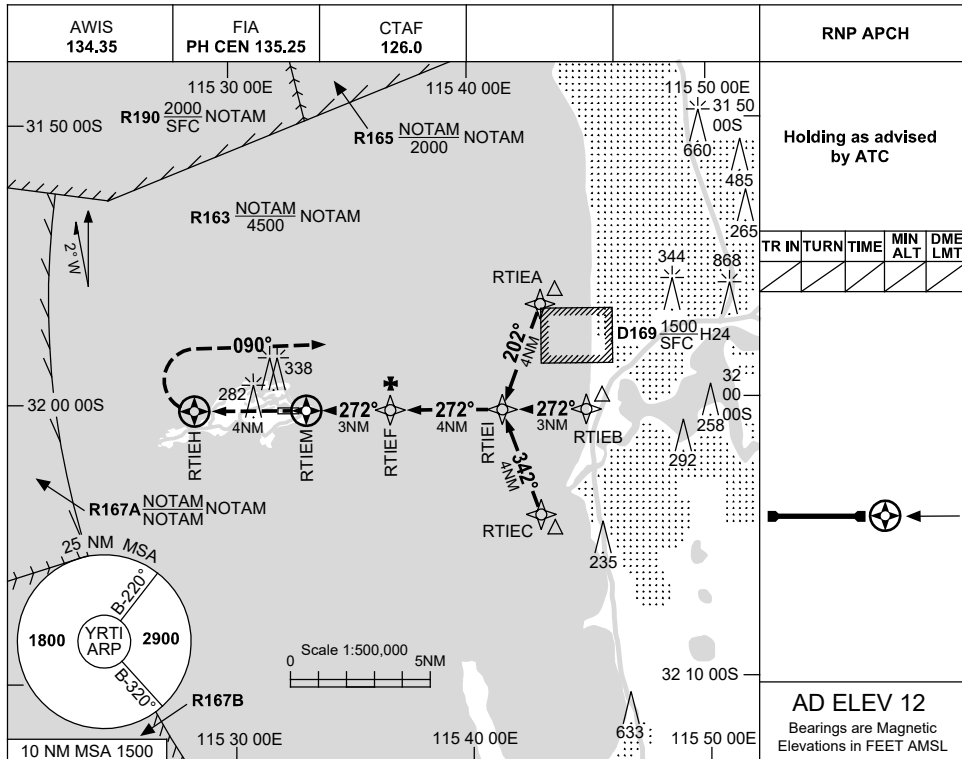 AWIS
134.35
FIA
PH CEN 135.25
CTAF
126.0
RNP APCH
115 30 00E
115 40 00E
115 50 00E
31 50 00S
31 50
00S
R190 2000
SFC NOTAM
R165 NOTAM
2000 NOTAM
R163 NOTAM
4500 NOTAM
2° W
660
485
265
344
868
Holding as advised
by ATC
TR IN
TURN
TIME
MIN
ALT
DME
LMT
RTIEA
202°
4NM
D169 1500
SFC H24
090°
338
282
4NM
272°
3NM
272°
4NM
272°
3NM
RTIEH
RTIEM
RTIEF
RTIEI
RTIEB
32 00 00S
32
00
00S
258
292
342°
4NM
RTIEC
235
R167A NOTAM
NOTAM NOTAM
25 NM MSA
B-220°
1800
YRTI
ARP
2900
B-320°
Scale 1:500,000
0
5NM
32 10 00S
R167B
633
10 NM MSA 1500
115 30 00E
115 40 00E
115 50 00E
AD ELEV 12
Bearings are Magnetic
Elevations in FEET AMSL